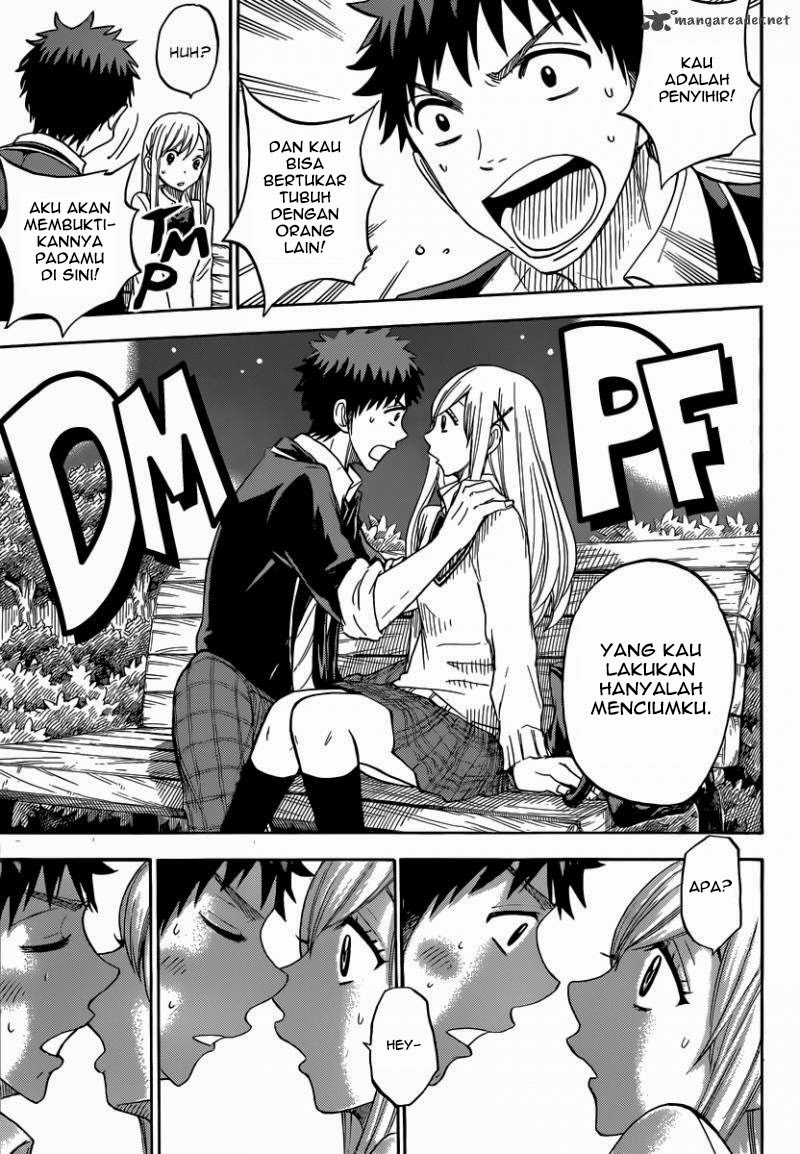 mangareader.net
KAU
ADALAH
PENYIHIR!
DAN KAU
BISA
BERTUKAR
TUBUH
DENGAN
ORANG
LAIN!
HUH?
AKU AKAN
MEMBUKTI-
KANNYA
PADAMU
DI SINI!
TMP
DM
PF
YANG KAU
LAKUKAN
HANYALAH
MENCIUMKU.
APA?
HEY-